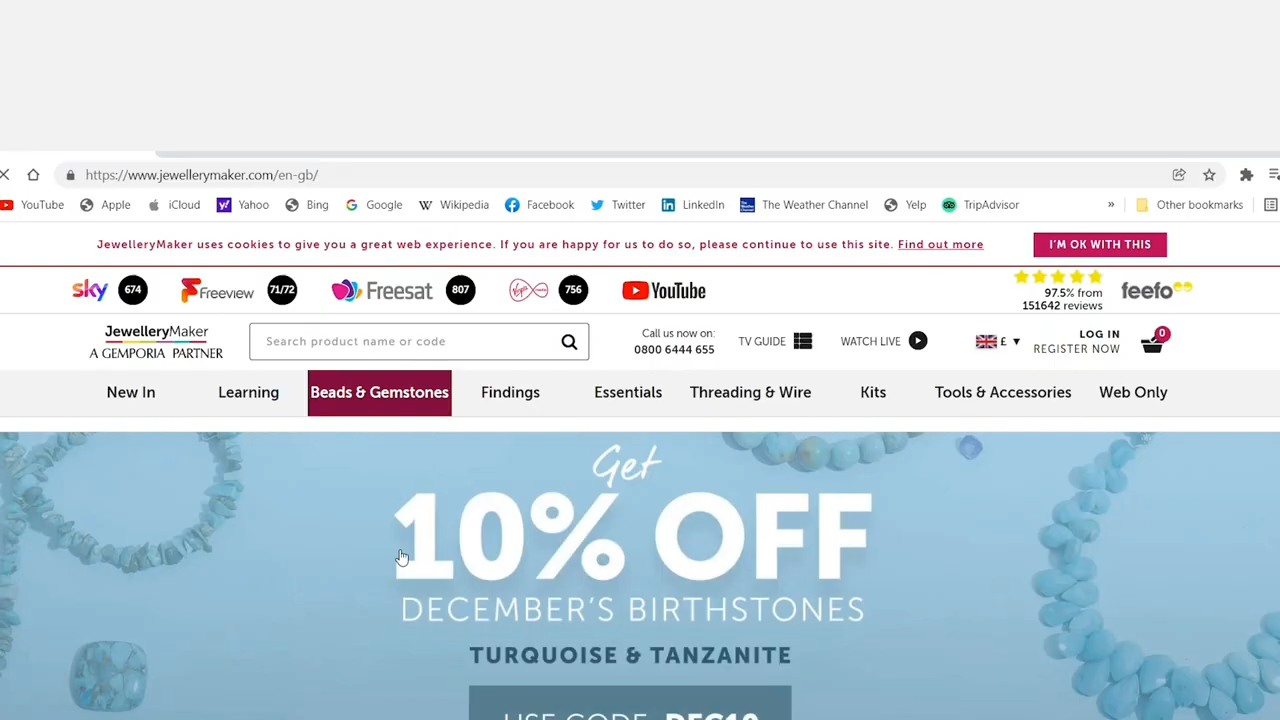 https://www.jewellerymaker.com/en-gb/
YouTube Apple iCloud Yahoo Bing Google Wikipedia Facebook Twitter LinkedIn The Weather Channel Yelp TripAdvisor » Other bookmarks
JewelleryMaker uses cookies to give you a great web experience. If you are happy for us to do so, please continue to use this site. Find out more I'M OK WITH THIS
sky 674 Freeview 71/72 Freesat 807 Virgin media 756 YouTube
97.5% from
151642 reviews
feefo
JewelleryMaker
A GEMPORIA PARTNER
Search product name or code
Call us now on:
0800 6444 655
TV GUIDE
WATCH LIVE
£ ▼
LOG IN
REGISTER NOW
0
New In Learning Beads & Gemstones Findings Essentials Threading & Wire Kits Tools & Accessories Web Only
Get
10% OFF
DECEMBER'S BIRTHSTONES
TURQUOISE & TANZANITE
USE CODE DEC10